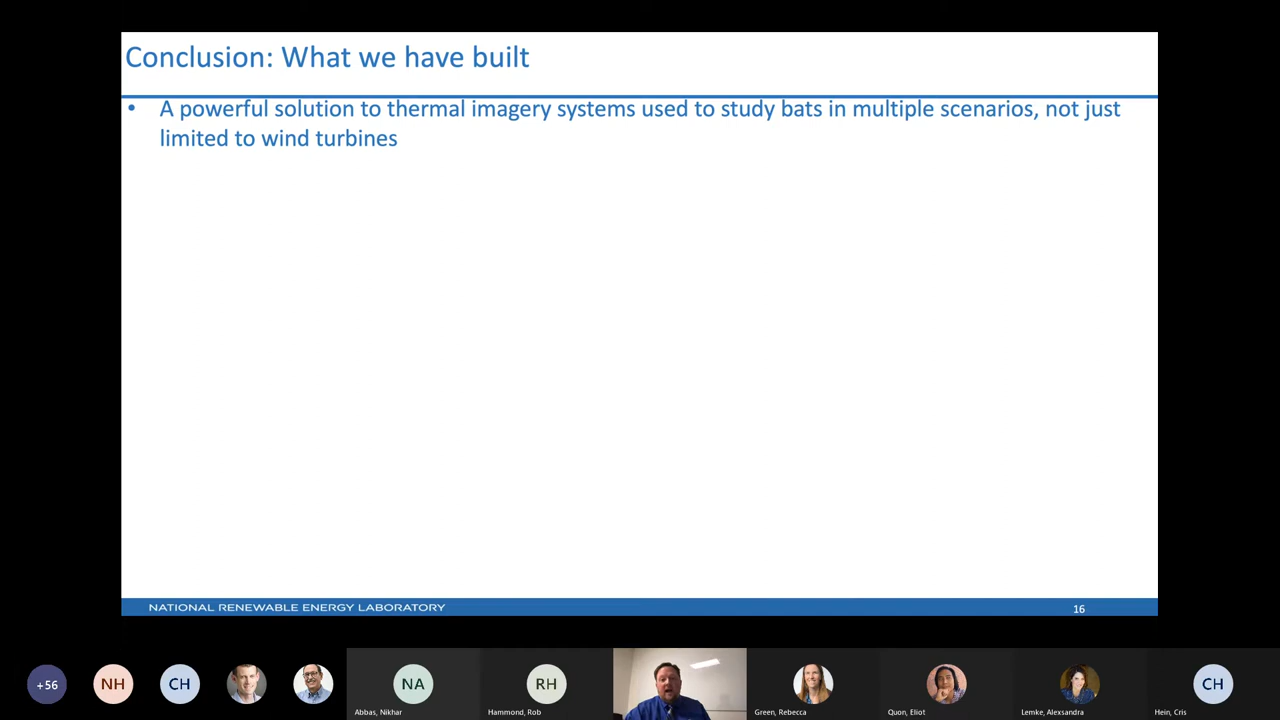 Conclusion: What we have built
• A powerful solution to thermal imagery systems used to study bats in multiple scenarios, not just
limited to wind turbines
NATIONAL RENEWABLE ENERGY LABORATORY
16
+56
NH
CH
NA
RH
CH
Abbas, Nikhar
Hammond, Rob
Green, Rebecca
Quon, Eliot
Lemke, Alexsandra
Hein, Cris